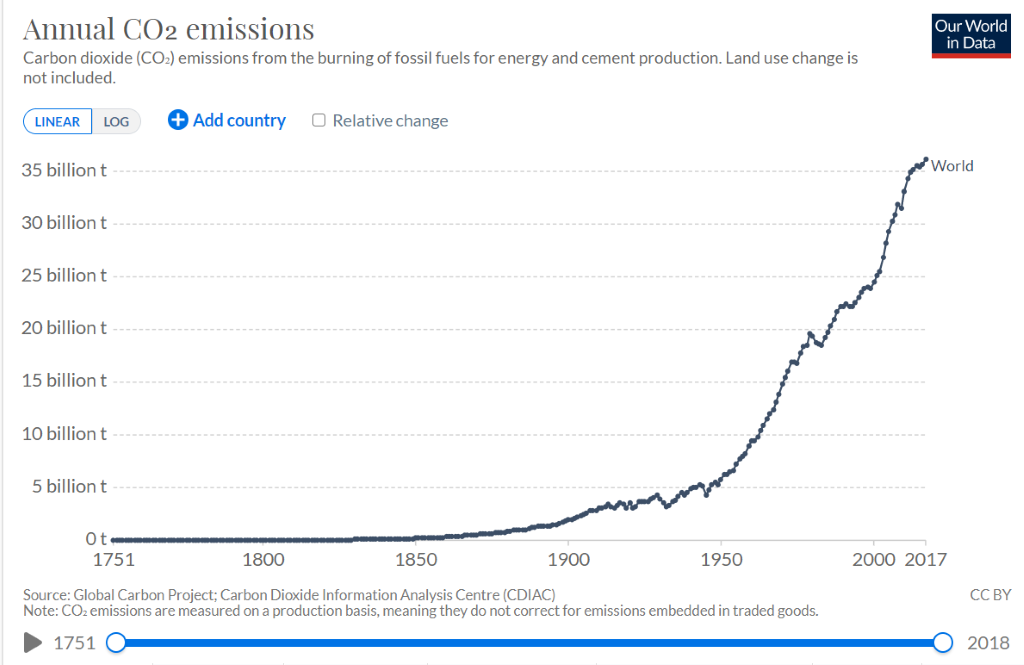 Annual CO₂ emissions
Our World
in Data
Carbon dioxide (CO₂) emissions from the burning of fossil fuels for energy and cement production. Land use change is
not included.
LINEAR LOG Add country Relative change
35 billion t
World
30 billion t
25 billion t
20 billion t
15 billion t
10 billion t
5 billion t
0 t
1751 1800 1850 1900 1950 2000 2017
Source: Global Carbon Project; Carbon Dioxide Information Analysis Centre (CDIAC) CC BY
Note: CO₂ emissions are measured on a production basis, meaning they do not correct for emissions embedded in traded goods.
1751 2018